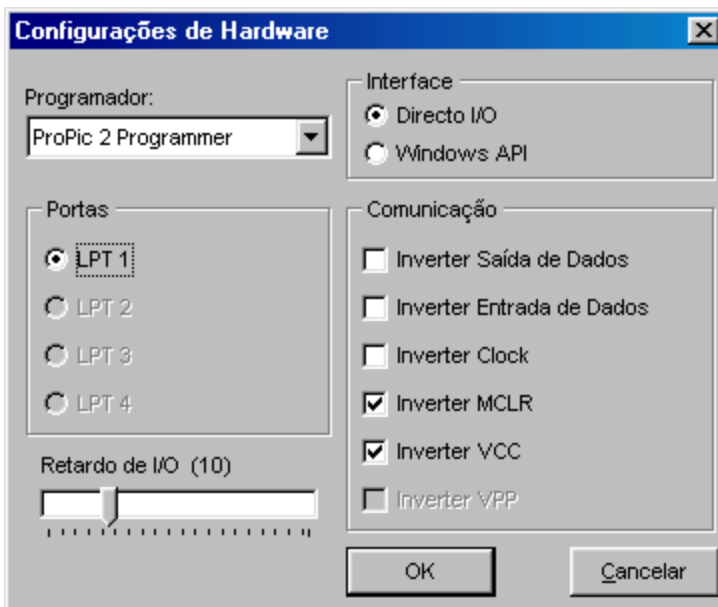 Configurações de Hardware
Programador:
ProPic 2 Programmer
Interface
Directo I/O
Windows API
Portas
LPT 1
LPT 2
LPT 3
LPT 4
Comunicação
Inverter Saída de Dados
Inverter Entrada de Dados
Inverter Clock
Inverter MCLR
Inverter VCC
Inverter VPP
Retardo de I/O (10)
OK
Cancelar